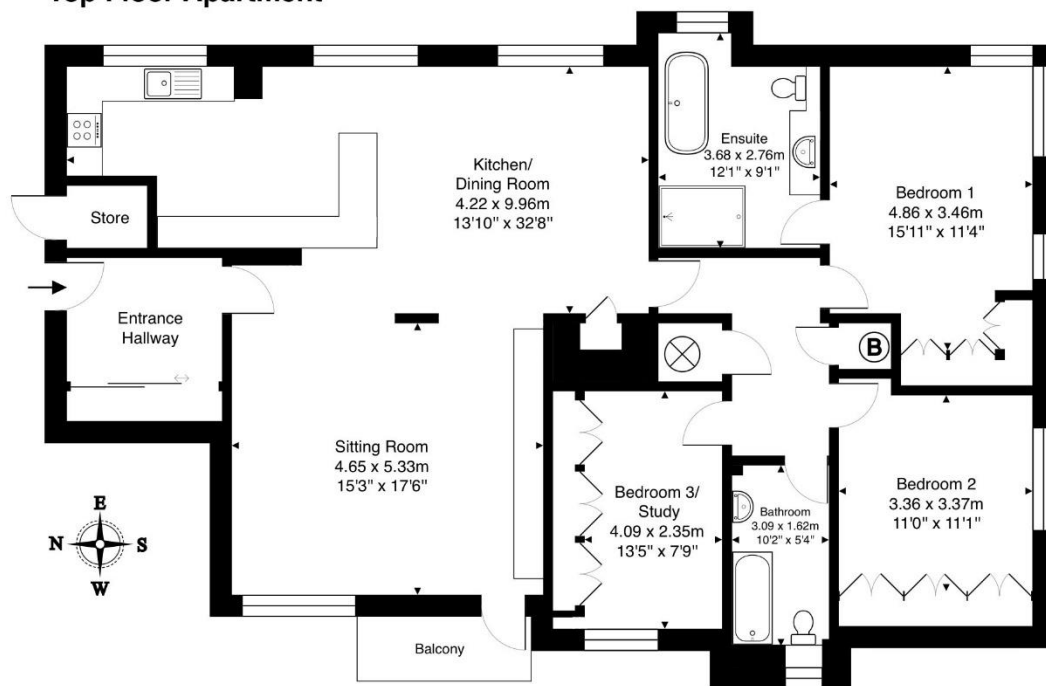 Top Floor Apartment
Ensuite
3.68 x 2.76m
12'1" x 9'1"
Kitchen/
Dining Room
4.22 x 9.96m
13'10" x 32'8"
Bedroom 1
4.86 x 3.46m
15'11" x 11'4"
Store
Entrance
Hallway
B
Sitting Room
4.65 x 5.33m
15'3" x 17'6"
Bedroom 3/
Study
4.09 x 2.35m
13'5" x 7'9"
Bathroom
3.09 x 1.62m
10'2" x 5'4"
Bedroom 2
3.36 x 3.37m
11'0" x 11'1"
E
N S
W
Balcony